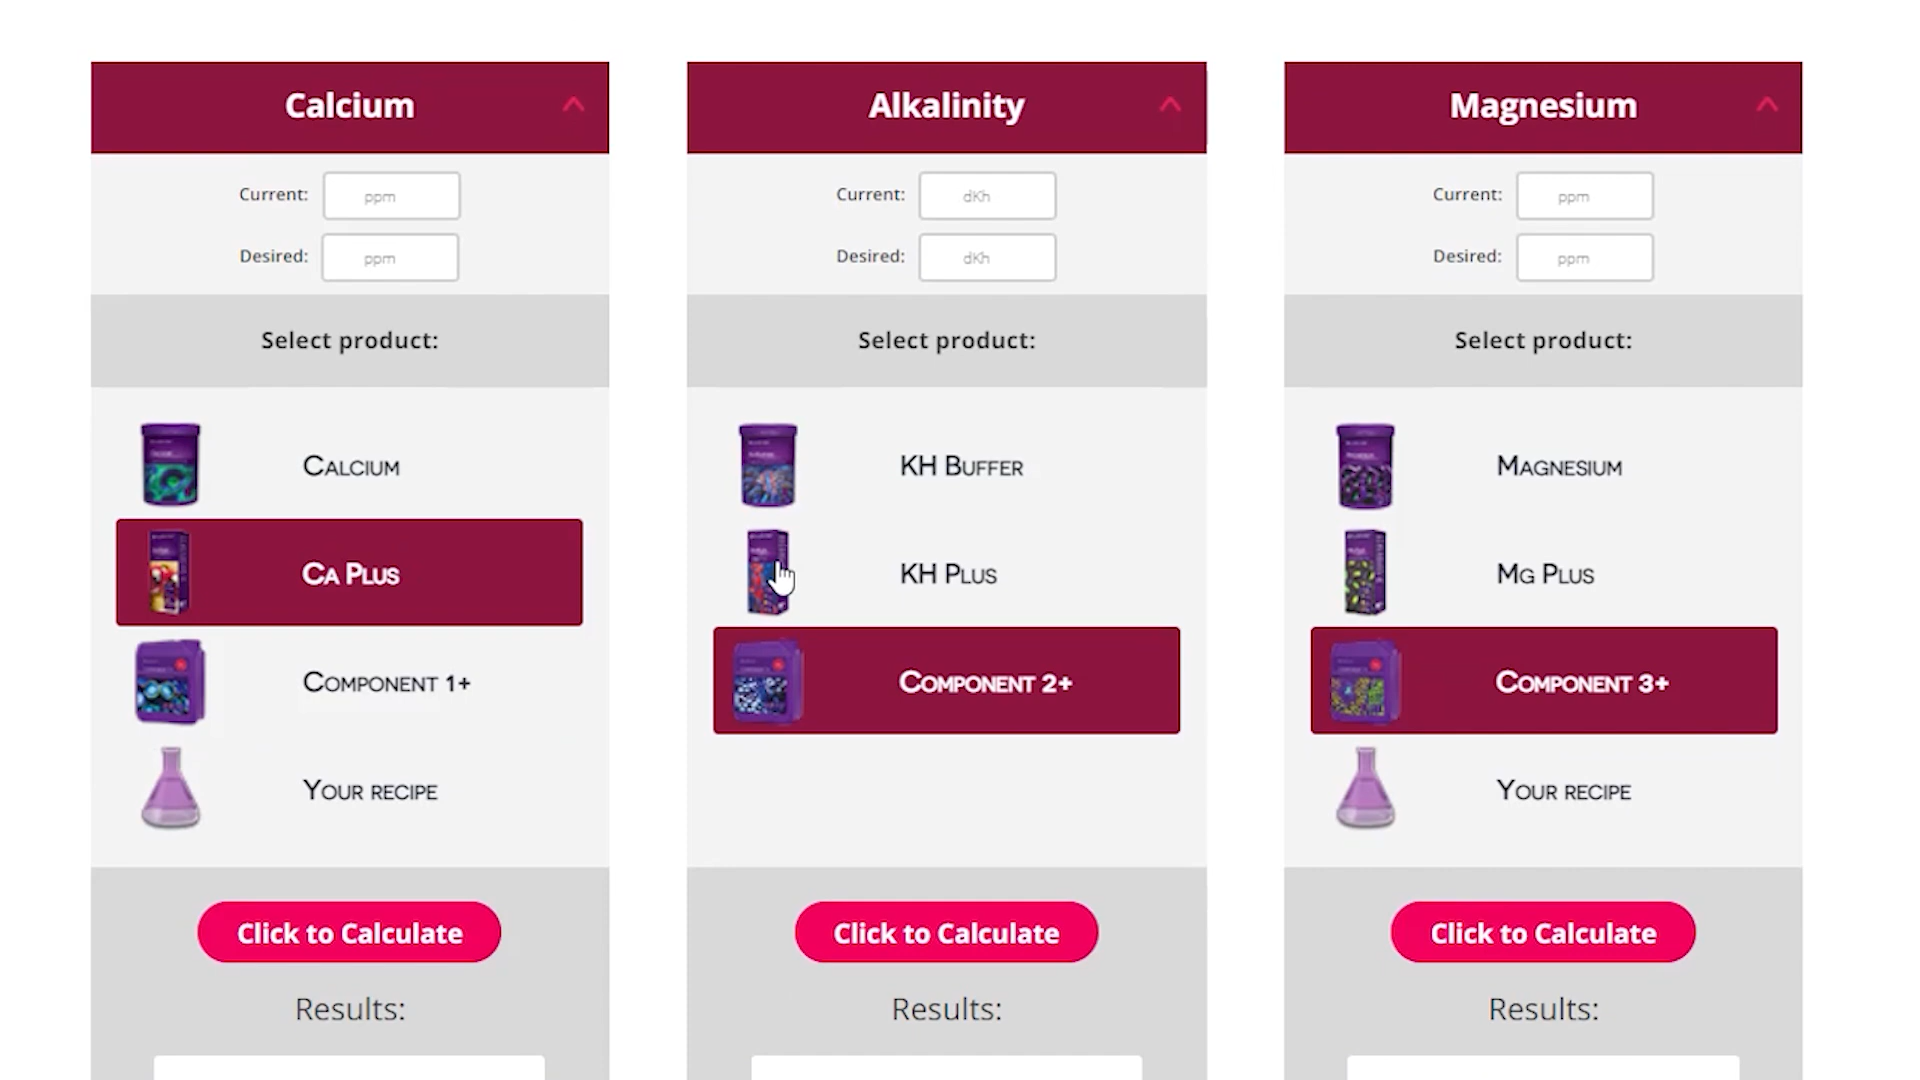 Calcium
Current: ppm
Desired: ppm
Select product:
Calcium
Ca Plus
Component 1+
Your recipe
Click to Calculate
Results:
Alkalinity
Current: dKh
Desired: dKh
Select product:
KH Buffer
KH Plus
Component 2+
Click to Calculate
Results:
Magnesium
Current: ppm
Desired: ppm
Select product:
Magnesium
Mg Plus
Component 3+
Your recipe
Click to Calculate
Results: